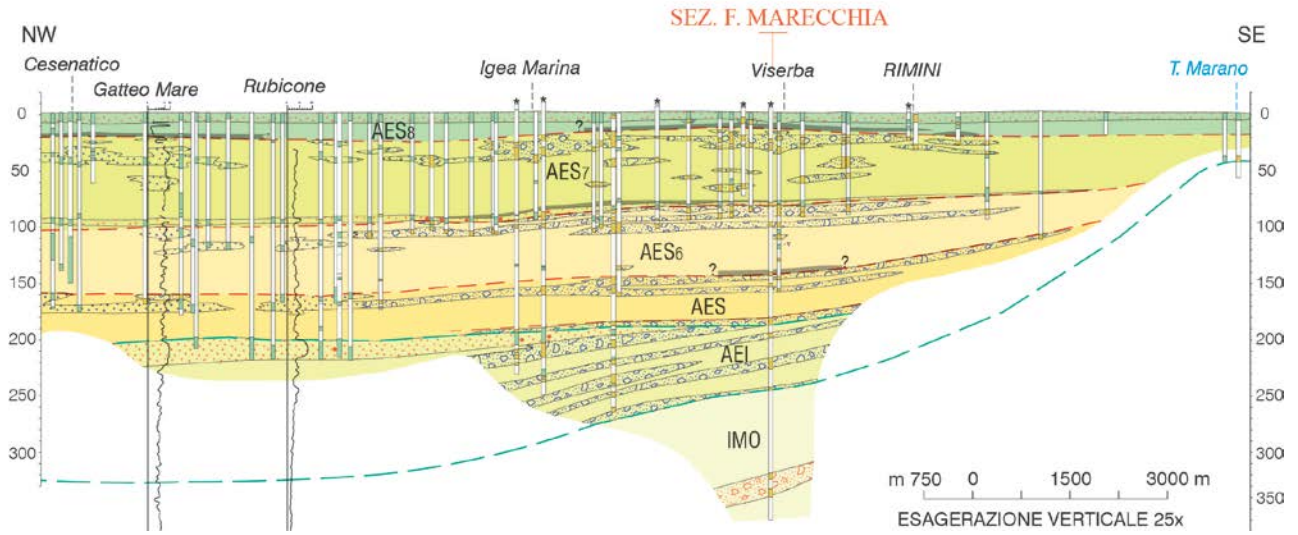 SEZ. F. MARECCHIA
NW
SE
Cesenatico
Gatteo Mare
Rubicone
Igea Marina
Viserba
RIMINI
T. Marano
0
50
100
150
200
250
300
0
50
100
150
200
250
300
350
AES8
?
AES7
AES6
?
?
AES
AEI
IMO
m 750 0 1500 3000 m
ESAGERAZIONE VERTICALE 25x